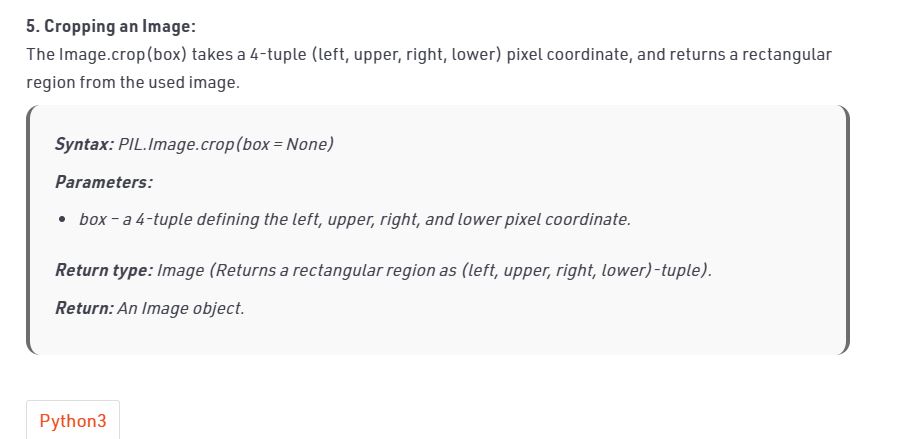 5. Cropping an Image:
The Image.crop(box) takes a 4-tuple (left, upper, right, lower) pixel coordinate, and returns a rectangular
region from the used image.
Syntax: PIL.Image.crop(box = None)
Parameters:
• box – a 4-tuple defining the left, upper, right, and lower pixel coordinate.
Return type: Image (Returns a rectangular region as (left, upper, right, lower)-tuple).
Return: An Image object.
Python3